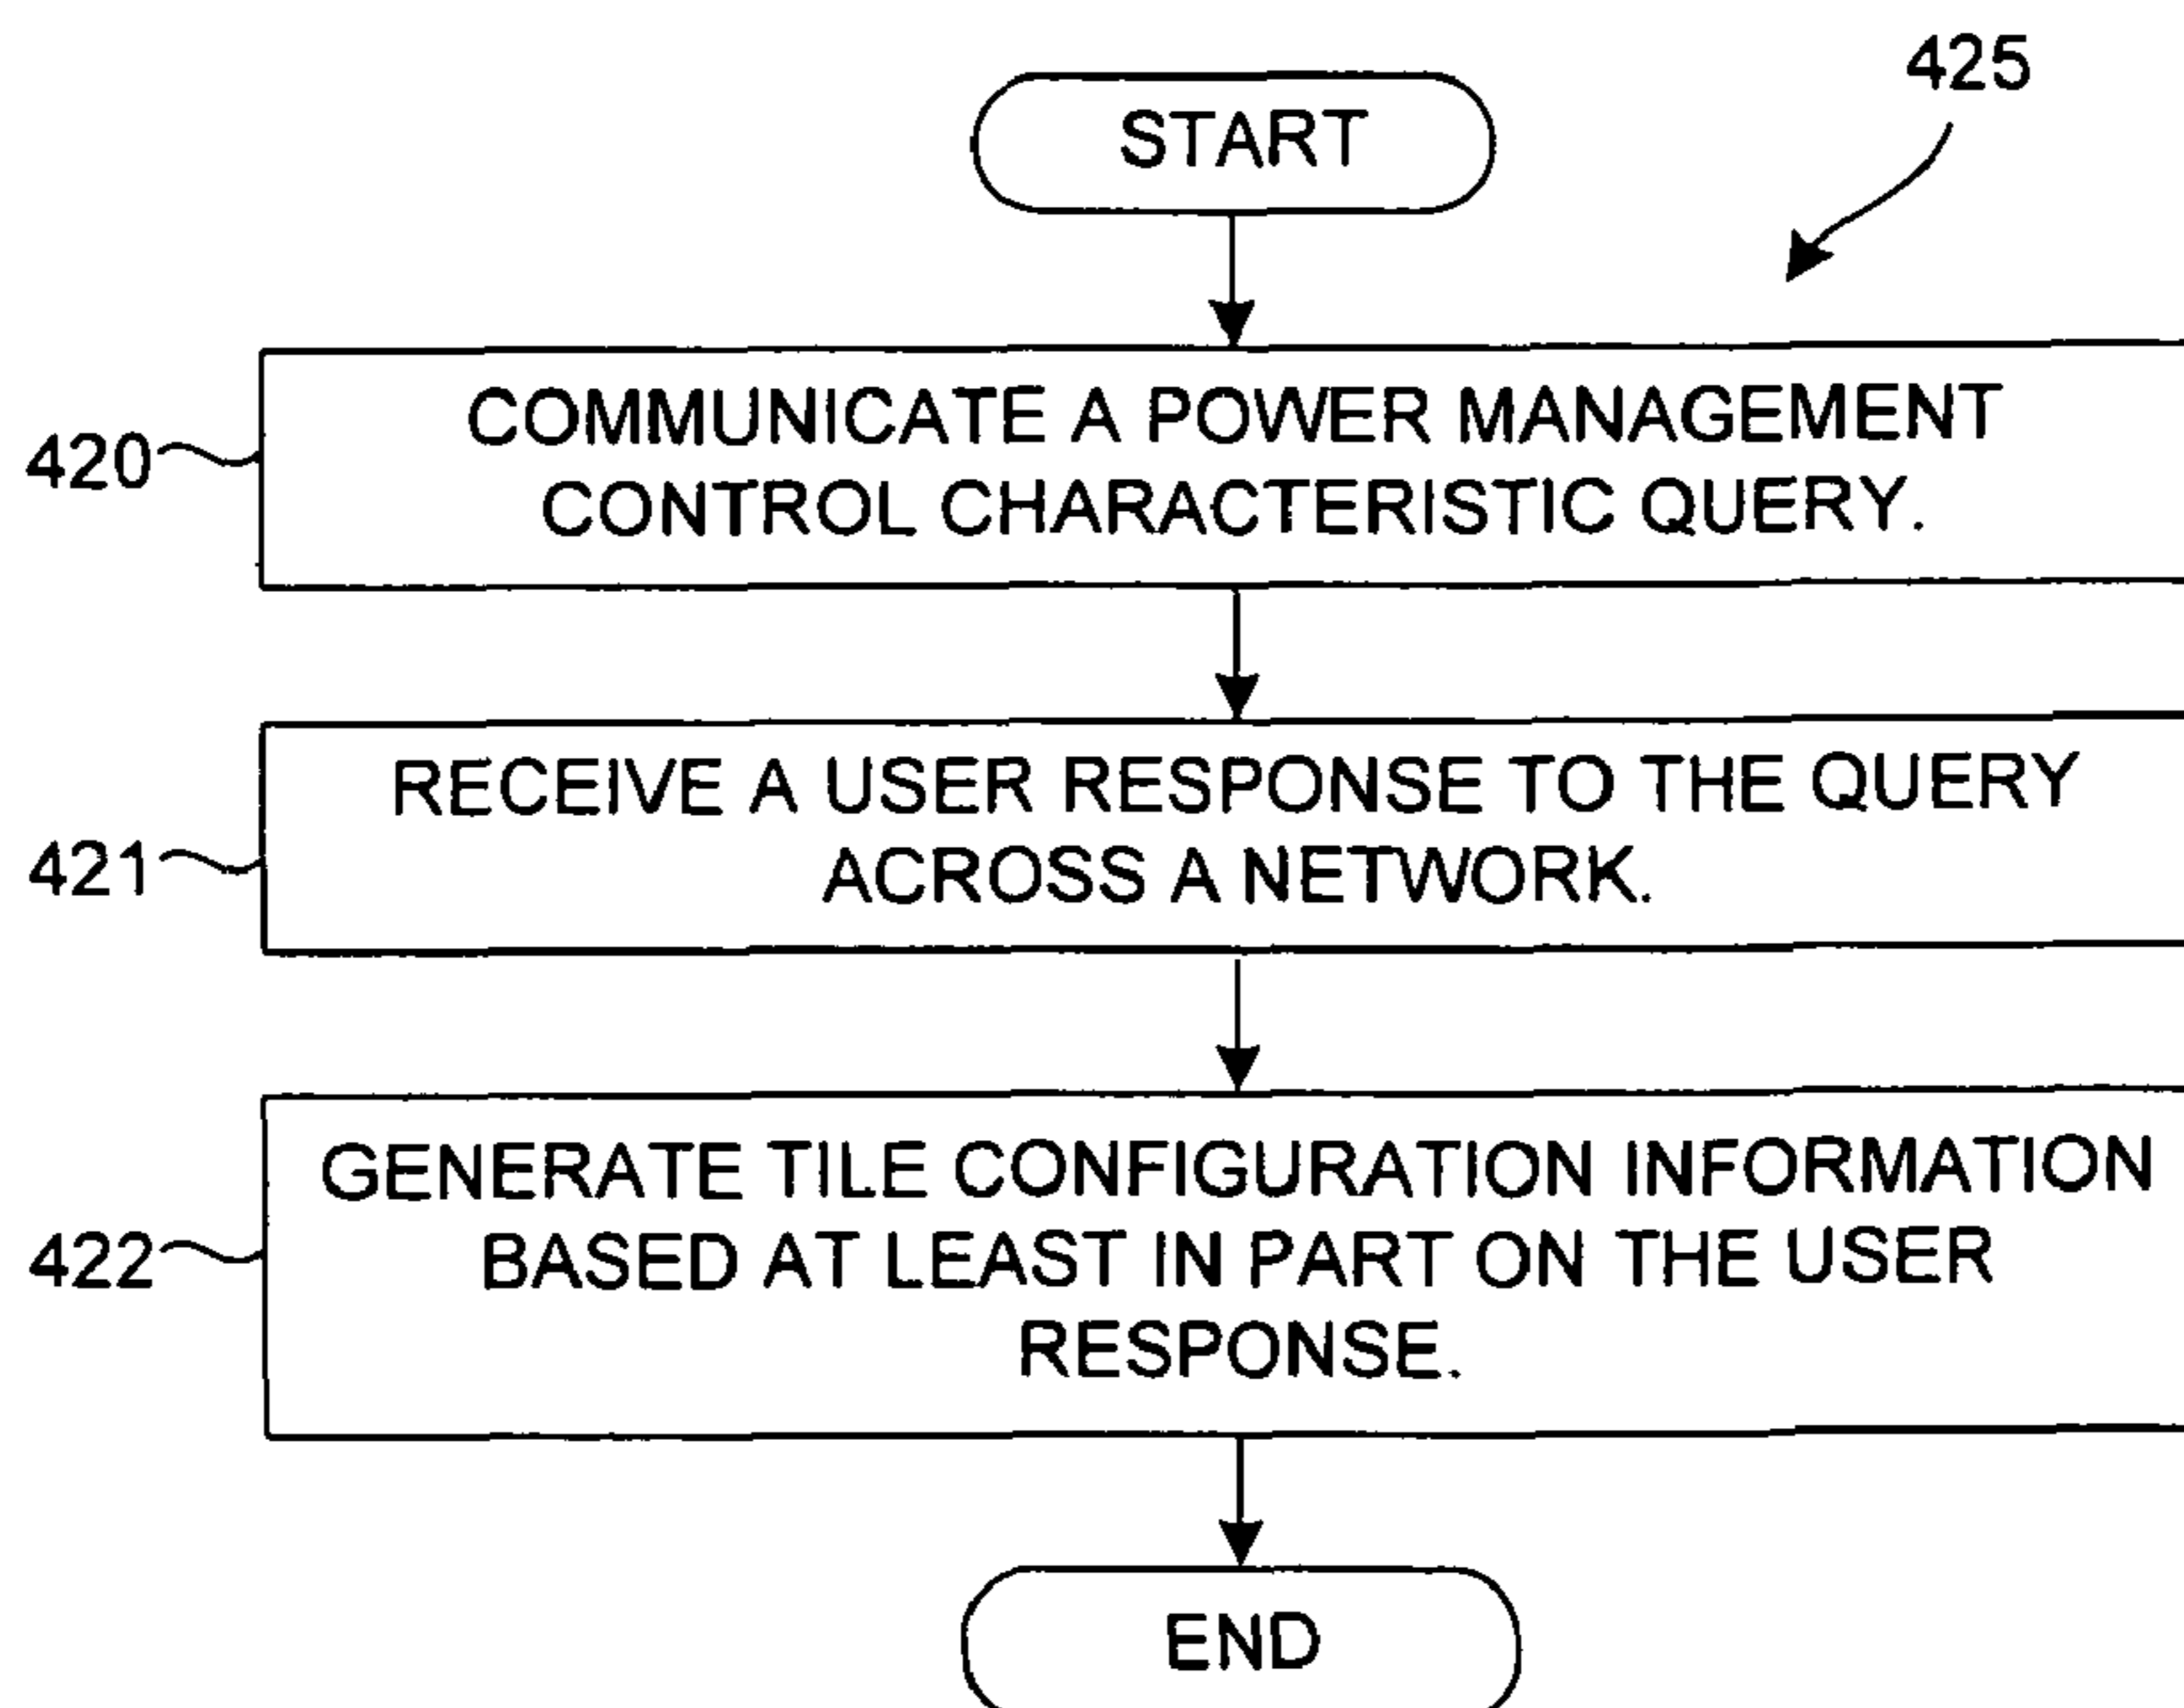 425
START
420
COMMUNICATE A POWER MANAGEMENT
CONTROL CHARACTERISTIC QUERY.
421
RECEIVE A USER RESPONSE TO THE QUERY
ACROSS A NETWORK.
422
GENERATE TILE CONFIGURATION INFORMATION
BASED AT LEAST IN PART ON THE USER
RESPONSE.
END